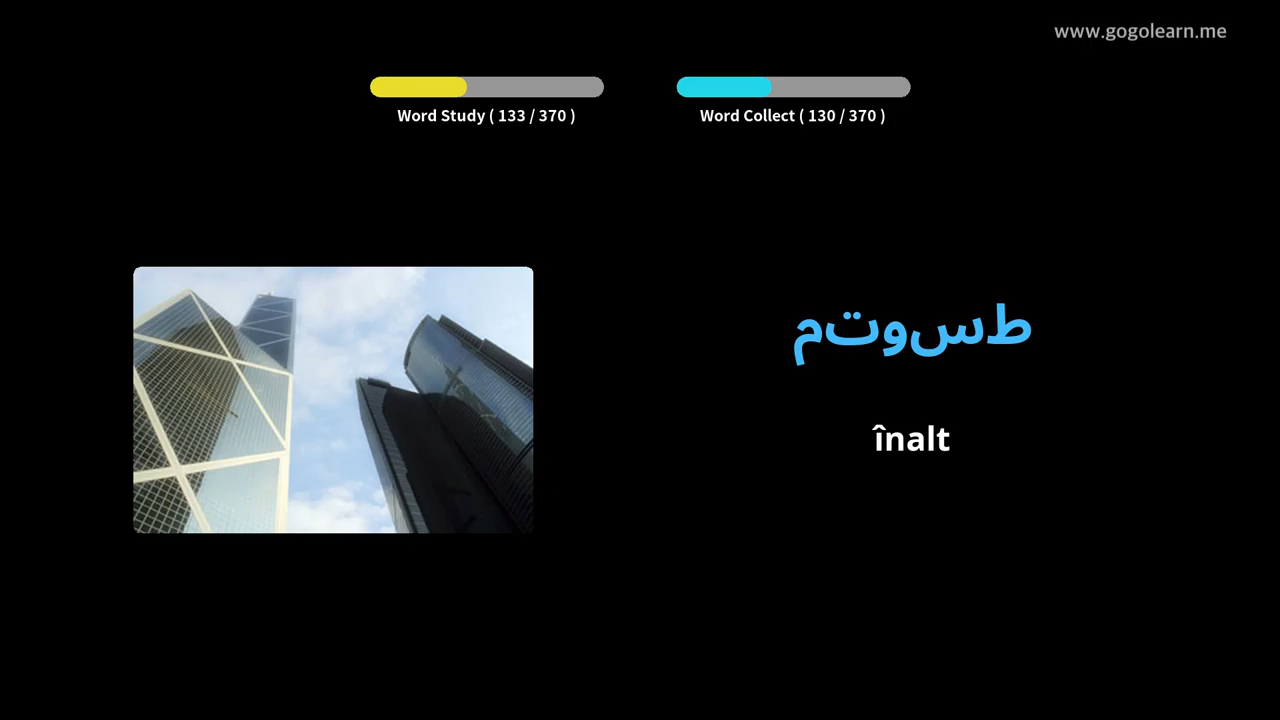 www.gogolearn.me
Word Study ( 133 / 370 )
Word Collect ( 130 / 370 )
طسوتم
înalt